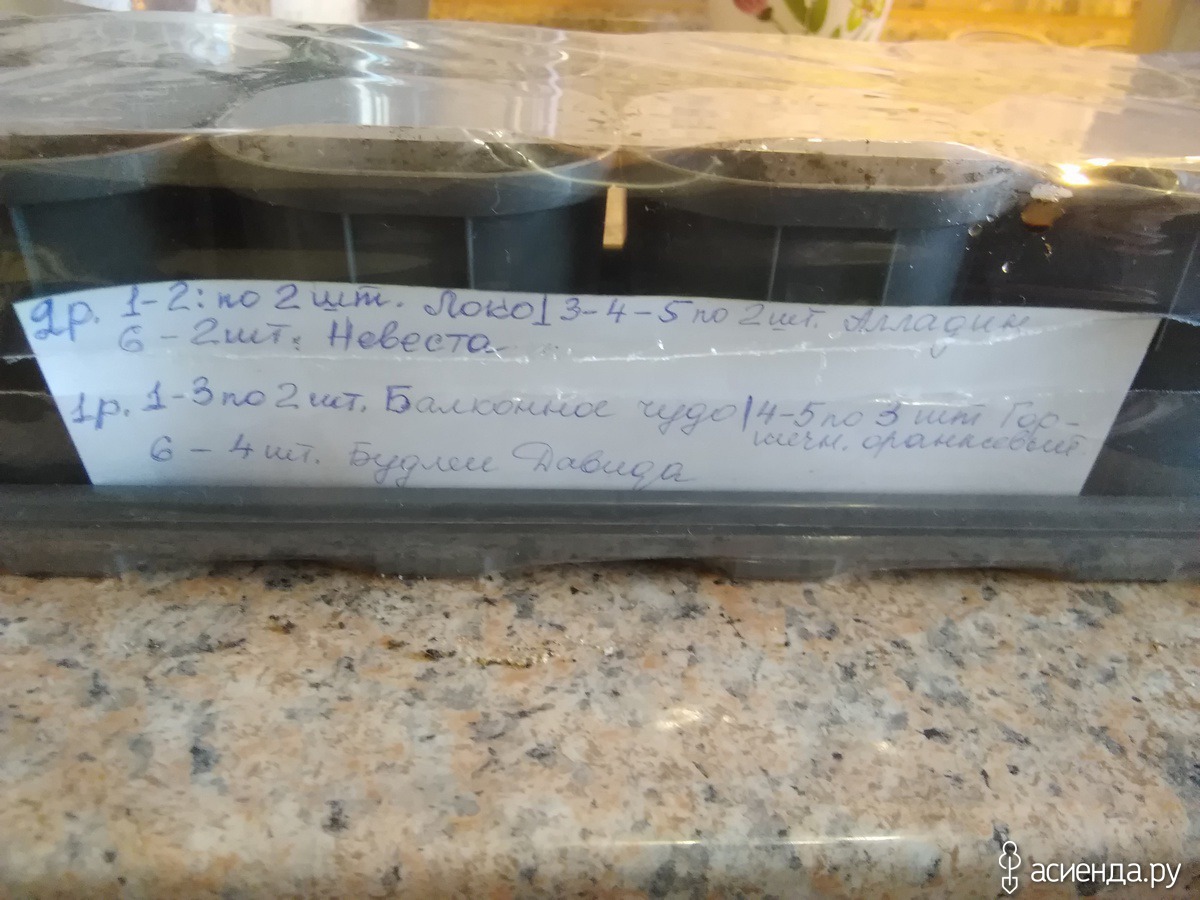 2р. 1-2: по 2 шт. Локо | 3-4-5 по 2 шт. Алладин
6 - 2 шт. Невеста
1р. 1-3 по 2 шт. Балконное чудо | 4-5 по 3 шт Гор-
шечн. оранжевый
6 - 4 шт. Будлеи Давида
асиенда.ру